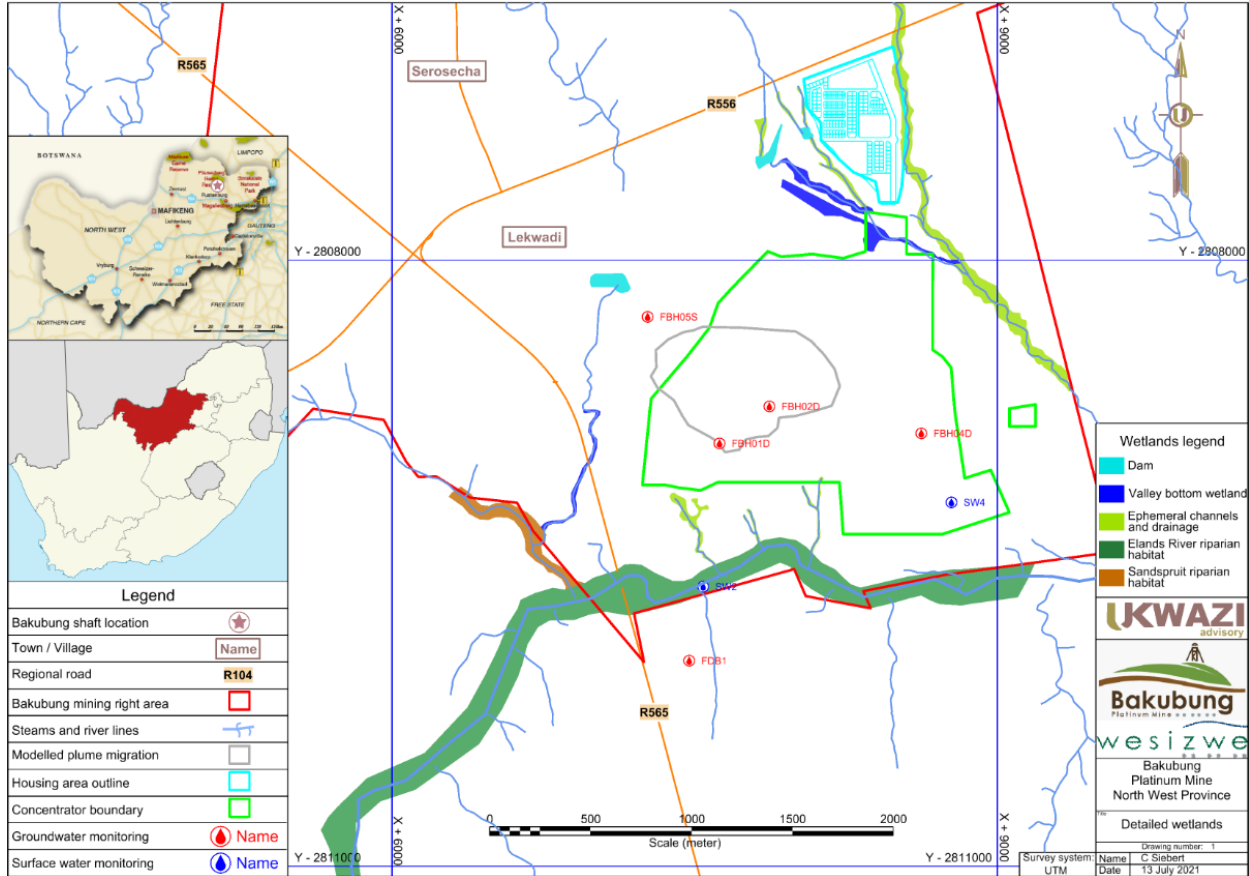 R565
Serosecha
R556
X + 6000
X + 9000
N
U
Lekwadi
Y - 2808000
Y - 2808000
FBH05S
FBH02D
FBH01D
FBH04D
SW4
SW2
FDB1
R565
X + 6000
X + 9000
Y - 2811000
Y - 2811000
0 500 1000 1500 2000
Scale (meter)
BOTSWANA
LIMPOPO
MAFIKENG
NORTH WEST
Lichtenburg
Vryburg
GAUTENG
FREE STATE
NORTHERN CAPE
Legend
Bakubung shaft location
Town / Village Name
Regional road R104
Bakubung mining right area
Steams and river lines
Modelled plume migration
Housing area outline
Concentrator boundary
Groundwater monitoring Name
Surface water monitoring Name
Wetlands legend
Dam
Valley bottom wetland
Ephemeral channels
and drainage
Elands River riparian
habitat
Sandspruit riparian
habitat
UKWAZI
advisory
Bakubung
Platinum Mine
wesizwe
Bakubung
Platinum Mine
North West Province
Title
Detailed wetlands
Drawing number: 1
Survey system: Name C Siebert
UTM Date 13 July 2021